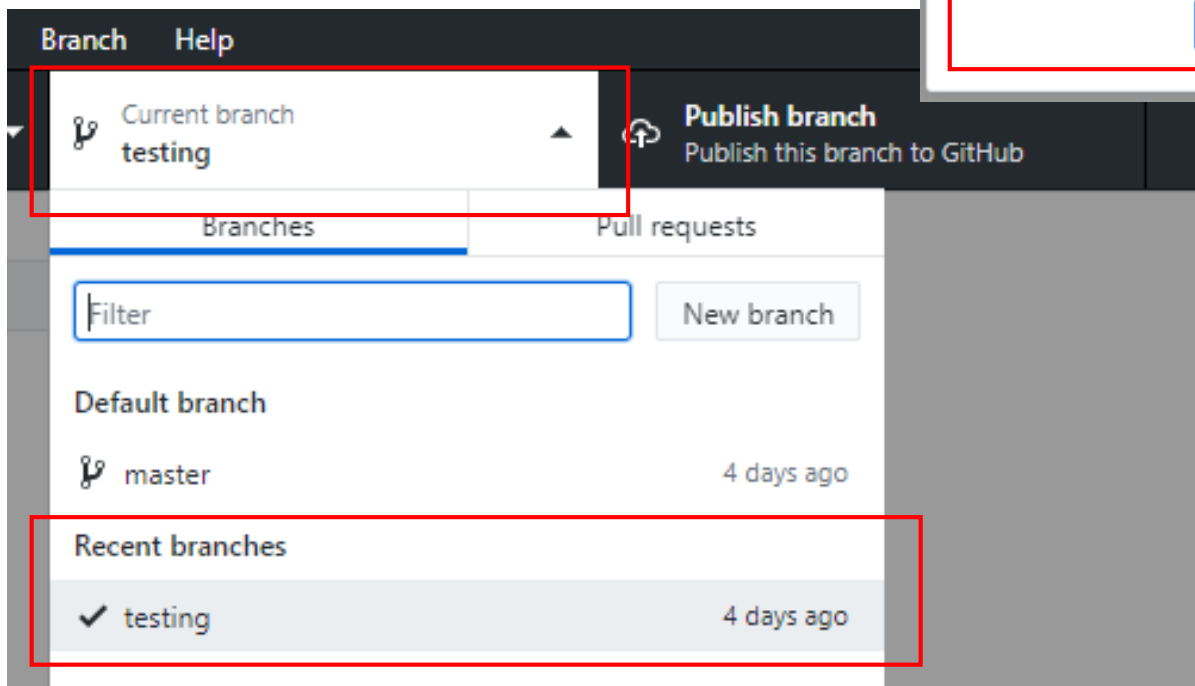 Branch Help
Current branch
testing
Publish branch
Publish this branch to GitHub
Branches Pull requests
Filter New branch
Default branch
master 4 days ago
Recent branches
testing 4 days ago